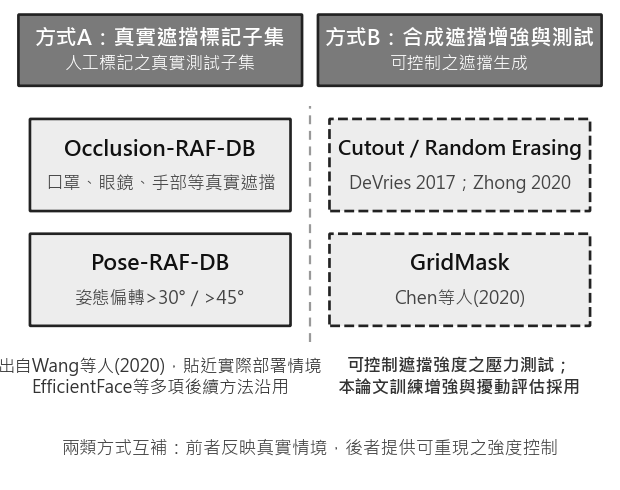 方式A：真實遮擋標記子集
人工標記之真實測試子集
Occlusion-RAF-DB
口罩、眼鏡、手部等真實遮擋
Pose-RAF-DB
姿態偏轉>30° / >45°
出自Wang等人(2020)，貼近實際部署情境
EfficientFace等多項後續方法沿用
方式B：合成遮擋增強與測試
可控制之遮擋生成
Cutout / Random Erasing
DeVries 2017；Zhong 2020
GridMask
Chen等人(2020)
可控制遮擋強度之壓力測試；
本論文訓練增強與擾動評估採用
兩類方式互補：前者反映真實情境，後者提供可重現之強度控制